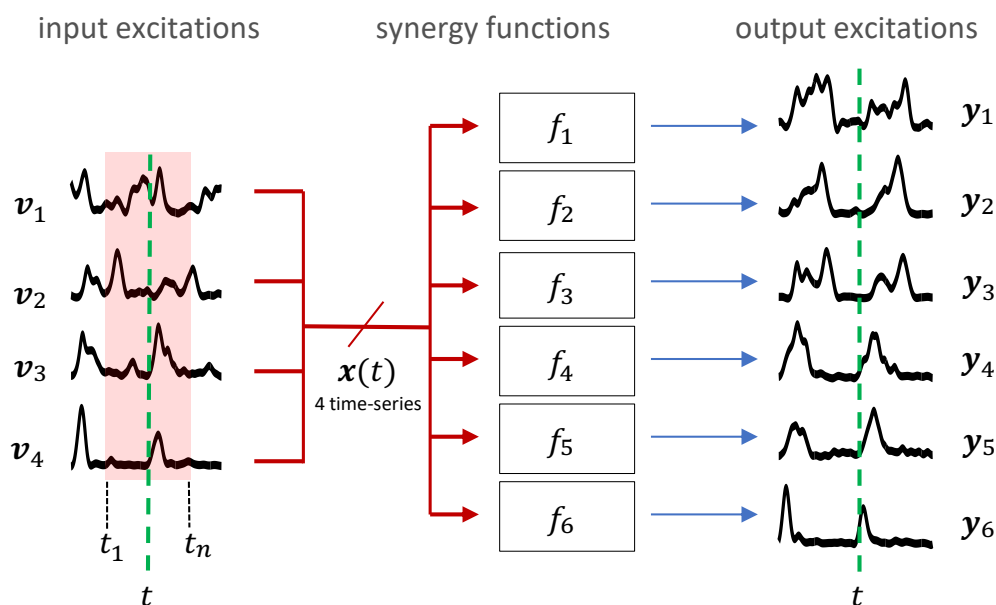 input excitations
synergy functions
output excitations
v₁
v₂
v₃
v₄
t₁
tₙ
t
x(t)
4 time-series
f₁
f₂
f₃
f₄
f₅
f₆
y₁
y₂
y₃
y₄
y₅
y₆
t